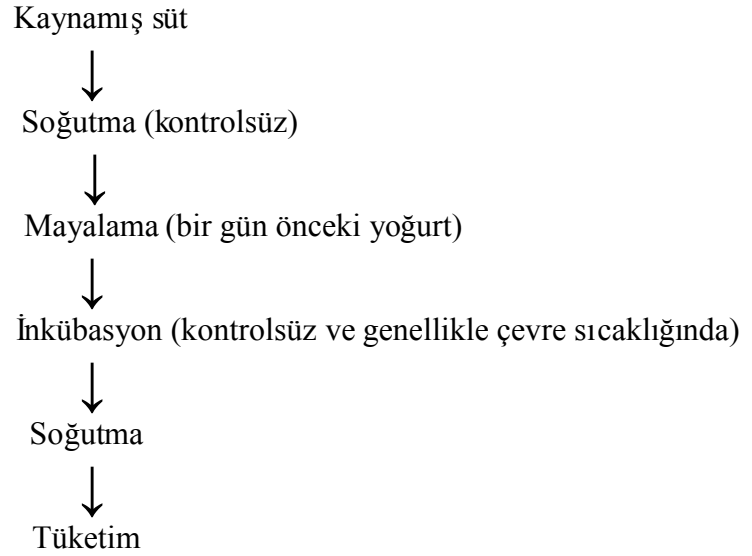 Kaynamış süt
Soğutma (kontrolsüz)
Mayalama (bir gün önceki yoğurt)
İnkübasyon (kontrolsüz ve genellikle çevre sıcaklığında)
Soğutma
Tüketim